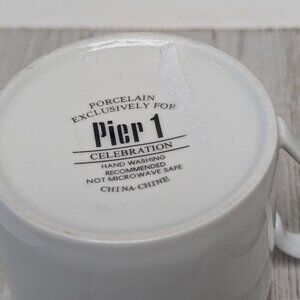 PORCELAIN
EXCLUSIVELY FOR
Pier 1
CELEBRATION
HAND WASHING
RECOMMENDED
NOT MICROWAVE SAFE
CHINA-CHINE